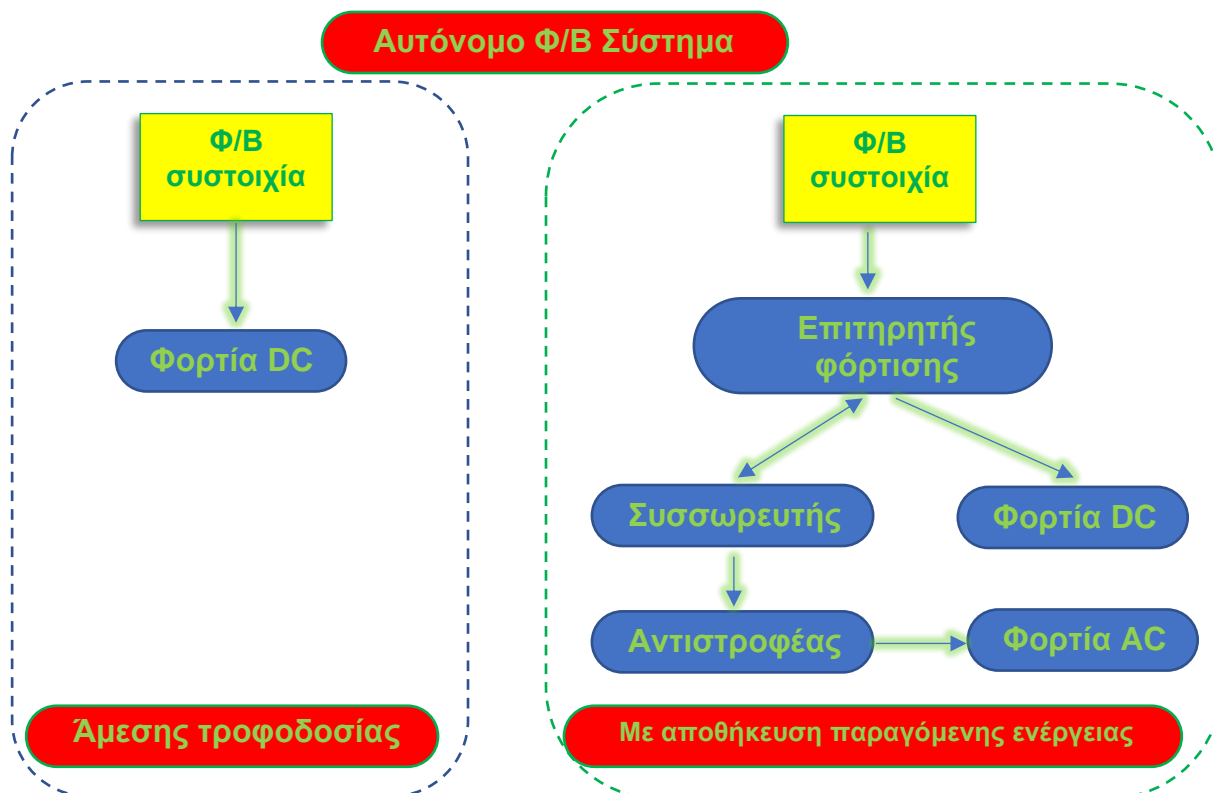 Αυτόνομο Φ/Β Σύστημα
Φ/Β
συστοιχία
Φορτία DC
Άμεσης τροφοδοσίας
Φ/Β
συστοιχία
Επιτηρητής
φόρτισης
Συσσωρευτής
Φορτία DC
Αντιστροφέας
Φορτία AC
Με αποθήκευση παραγόμενης ενέργειας